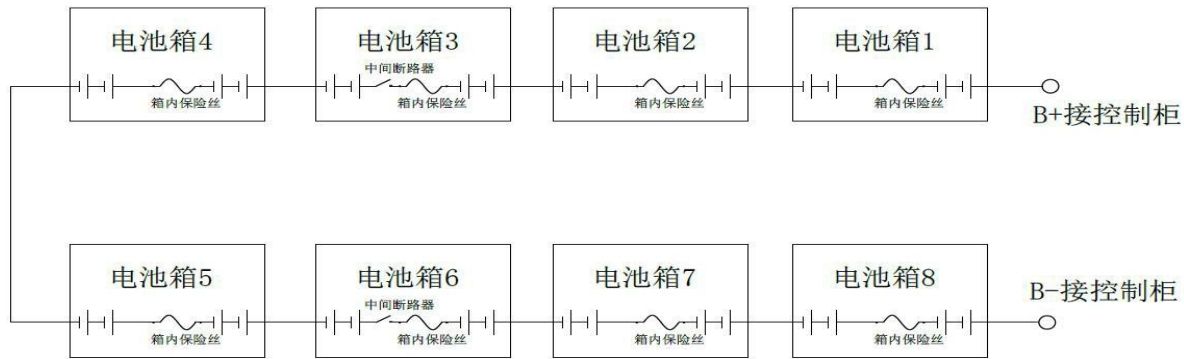 电池箱4
电池箱3
电池箱2
电池箱1
中间断路器
箱内保险丝
箱内保险丝
箱内保险丝
箱内保险丝
B+接控制柜
电池箱5
电池箱6
电池箱7
电池箱8
中间断路器
箱内保险丝
箱内保险丝
箱内保险丝
箱内保险丝
B-接控制柜